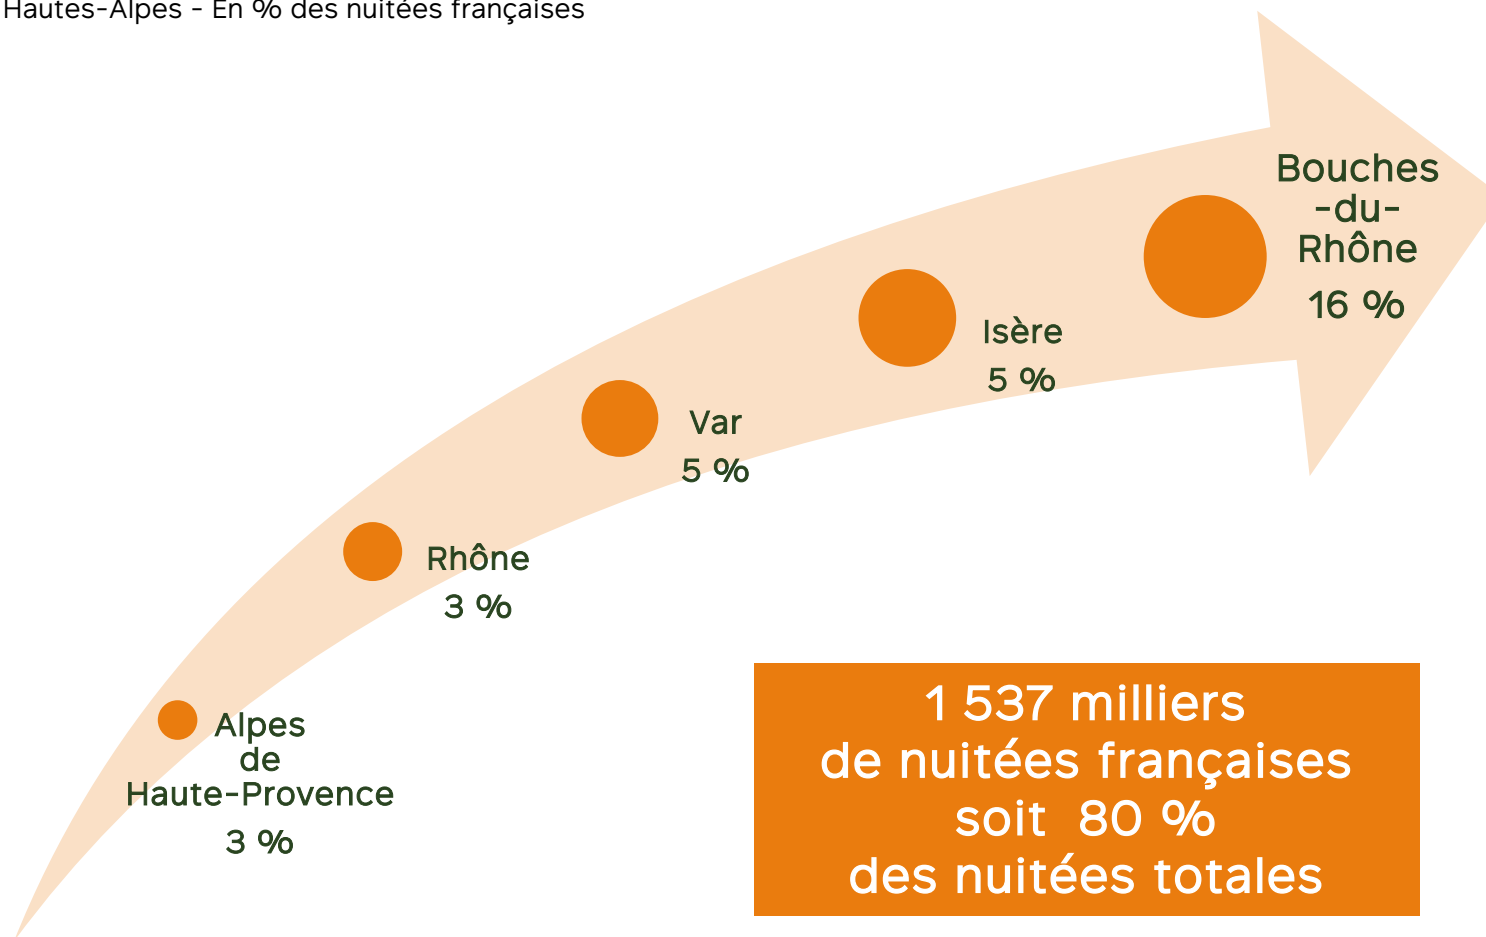 Hautes-Alpes - En % des nuitées françaises
Bouches
-du-
Rhône
16 %
Isère
5 %
Var
5 %
Rhône
3 %
Alpes
de
Haute-Provence
3 %
1 537 milliers
de nuitées françaises
soit  80 %
des nuitées totales